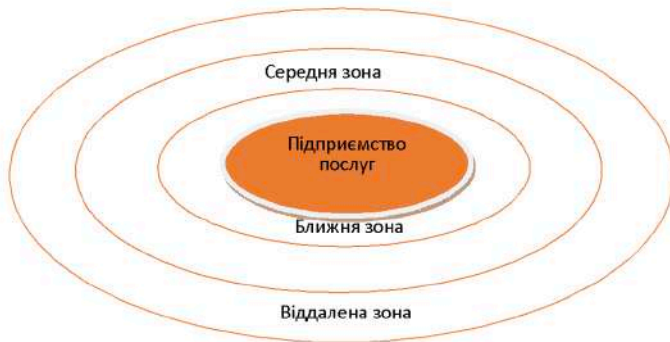 Середня зона
Підприємство
послуг
Ближня зона
Віддалена зона